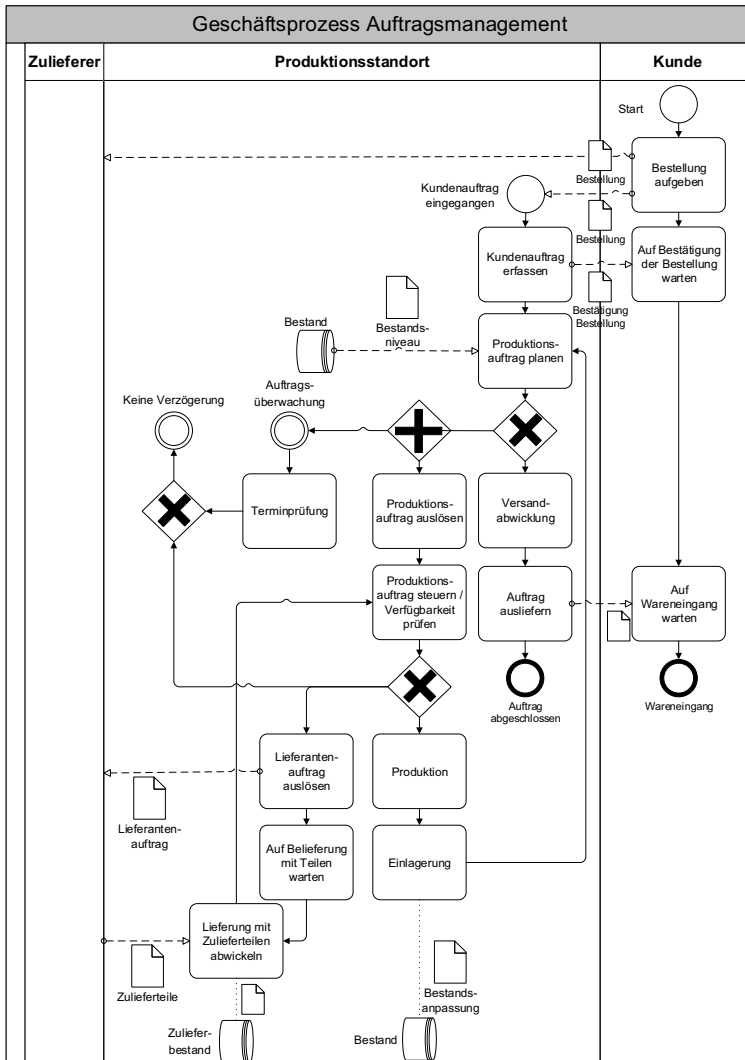 Geschäftsprozess Auftragsmanagement
Zulieferer
Produktionsstandort
Kunde
Start
Bestellung
aufgeben
Bestellung
Kundenauftrag
eingegangen
Bestellung
Kundenauftrag
erfassen
Auf Bestätigung
der Bestellung
warten
Bestätigung
Bestellung
Bestand
Bestands-
niveau
Produktions-
auftrag planen
Keine Verzögerung
Auftrags-
überwachung
Terminprüfung
Produktions-
auftrag auslösen
Versand-
abwicklung
Produktions-
auftrag steuern /
Verfügbarkeit
prüfen
Auftrag
ausliefern
Auf
Wareneingang
warten
Auftrag
abgeschlossen
Wareneingang
Lieferanten-
auftrag
auslösen
Produktion
Lieferanten-
auftrag
Auf Belieferung
mit Teilen
warten
Einlagerung
Lieferung mit
Zulieferteilen
abwickeln
Zulieferteile
Bestands-
anpassung
Zuliefer-
bestand
Bestand